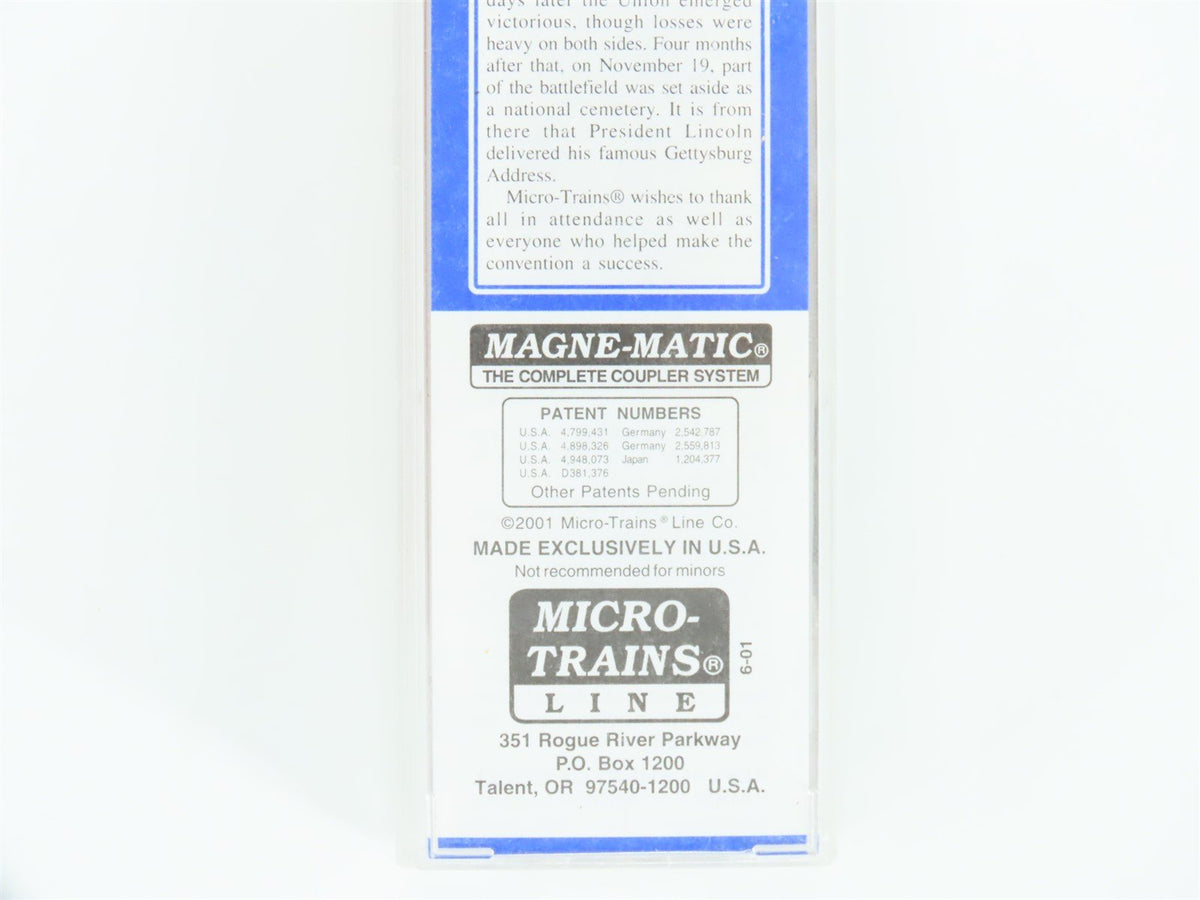 days later the Union emerged
victorious, though losses were
heavy on both sides. Four months
after that, on November 19, part
of the battlefield was set aside as
a national cemetery. It is from
there that President Lincoln
delivered his famous Gettysburg
Address.
Micro-Trains® wishes to thank
all in attendance as well as
everyone who helped make the
convention a success.
MAGNE-MATIC®
THE COMPLETE COUPLER SYSTEM
PATENT NUMBERS
U.S.A. 4,799,431 Germany 2,542,787
U.S.A. 4,898,326 Germany 2,559,813
U.S.A. 4,948,073 Japan 1,204,377
U.S.A. D381,376
Other Patents Pending
©2001 Micro-Trains® Line Co.
MADE EXCLUSIVELY IN U.S.A.
Not recommended for minors
MICRO-
TRAINS®
LINE
6-01
351 Rogue River Parkway
P.O. Box 1200
Talent, OR 97540-1200 U.S.A.